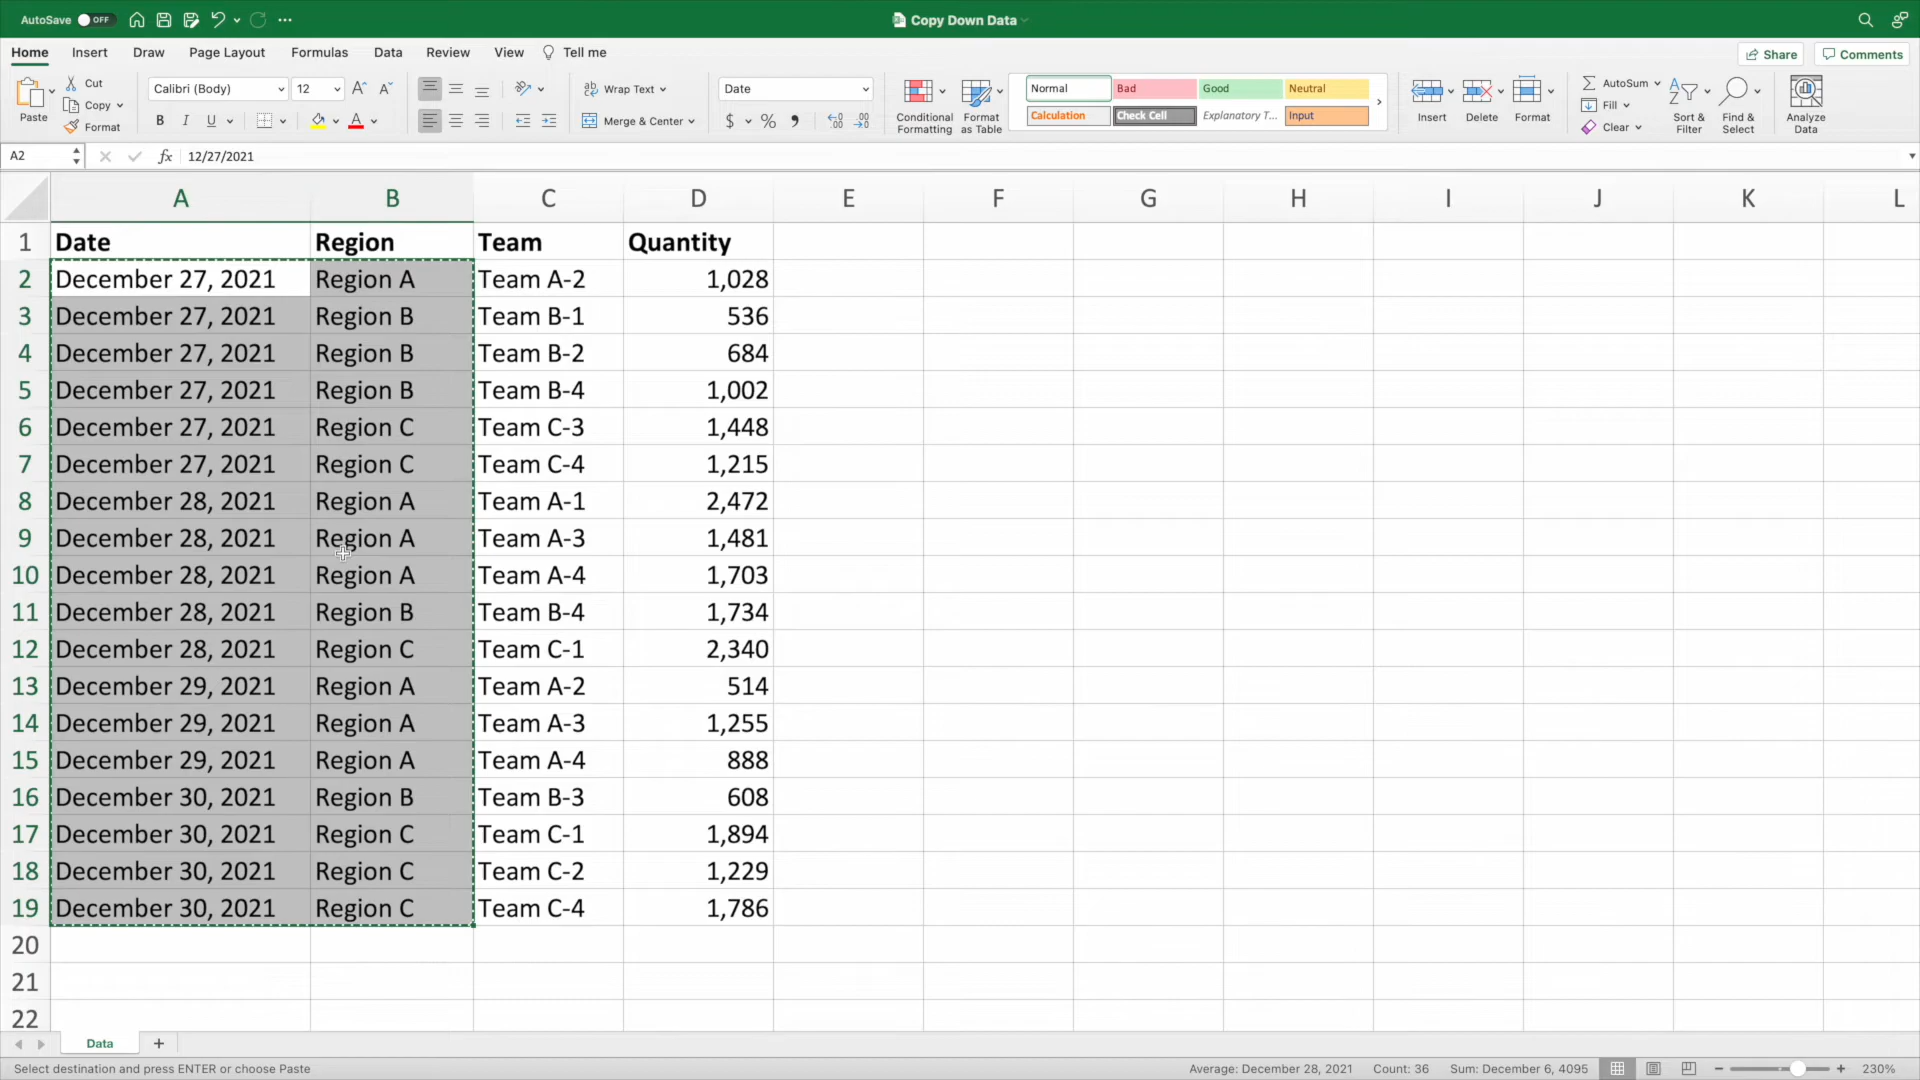 AutoSave OFF Copy Down Data
Home Insert Draw Page Layout Formulas Data Review View Tell me Share Comments
Paste Cut Copy Format
Calibri (Body) 12
B I U A
Wrap Text
Merge & Center
Date
$ %
Conditional Formatting
Format as Table
Normal Bad Good Neutral
Calculation Check Cell Explanatory T... Input
Insert Delete Format
AutoSum
Fill
Clear
Sort & Filter
Find & Select
Analyze Data
A2 fx 12/27/2021
A B C D E F G H I J K L
1 Date Region Team Quantity
2 December 27, 2021 Region A Team A-2 1,028
3 December 27, 2021 Region B Team B-1 536
4 December 27, 2021 Region B Team B-2 684
5 December 27, 2021 Region B Team B-4 1,002
6 December 27, 2021 Region C Team C-3 1,448
7 December 27, 2021 Region C Team C-4 1,215
8 December 28, 2021 Region A Team A-1 2,472
9 December 28, 2021 Region A Team A-3 1,481
10 December 28, 2021 Region A Team A-4 1,703
11 December 28, 2021 Region B Team B-4 1,734
12 December 28, 2021 Region C Team C-1 2,340
13 December 29, 2021 Region A Team A-2 514
14 December 29, 2021 Region A Team A-3 1,255
15 December 29, 2021 Region A Team A-4 888
16 December 30, 2021 Region B Team B-3 608
17 December 30, 2021 Region C Team C-1 1,894
18 December 30, 2021 Region C Team C-2 1,229
19 December 30, 2021 Region C Team C-4 1,786
20
21
22
Data +
Select destination and press ENTER or choose Paste Average: December 28, 2021 Count: 36 Sum: December 6, 4095 230%